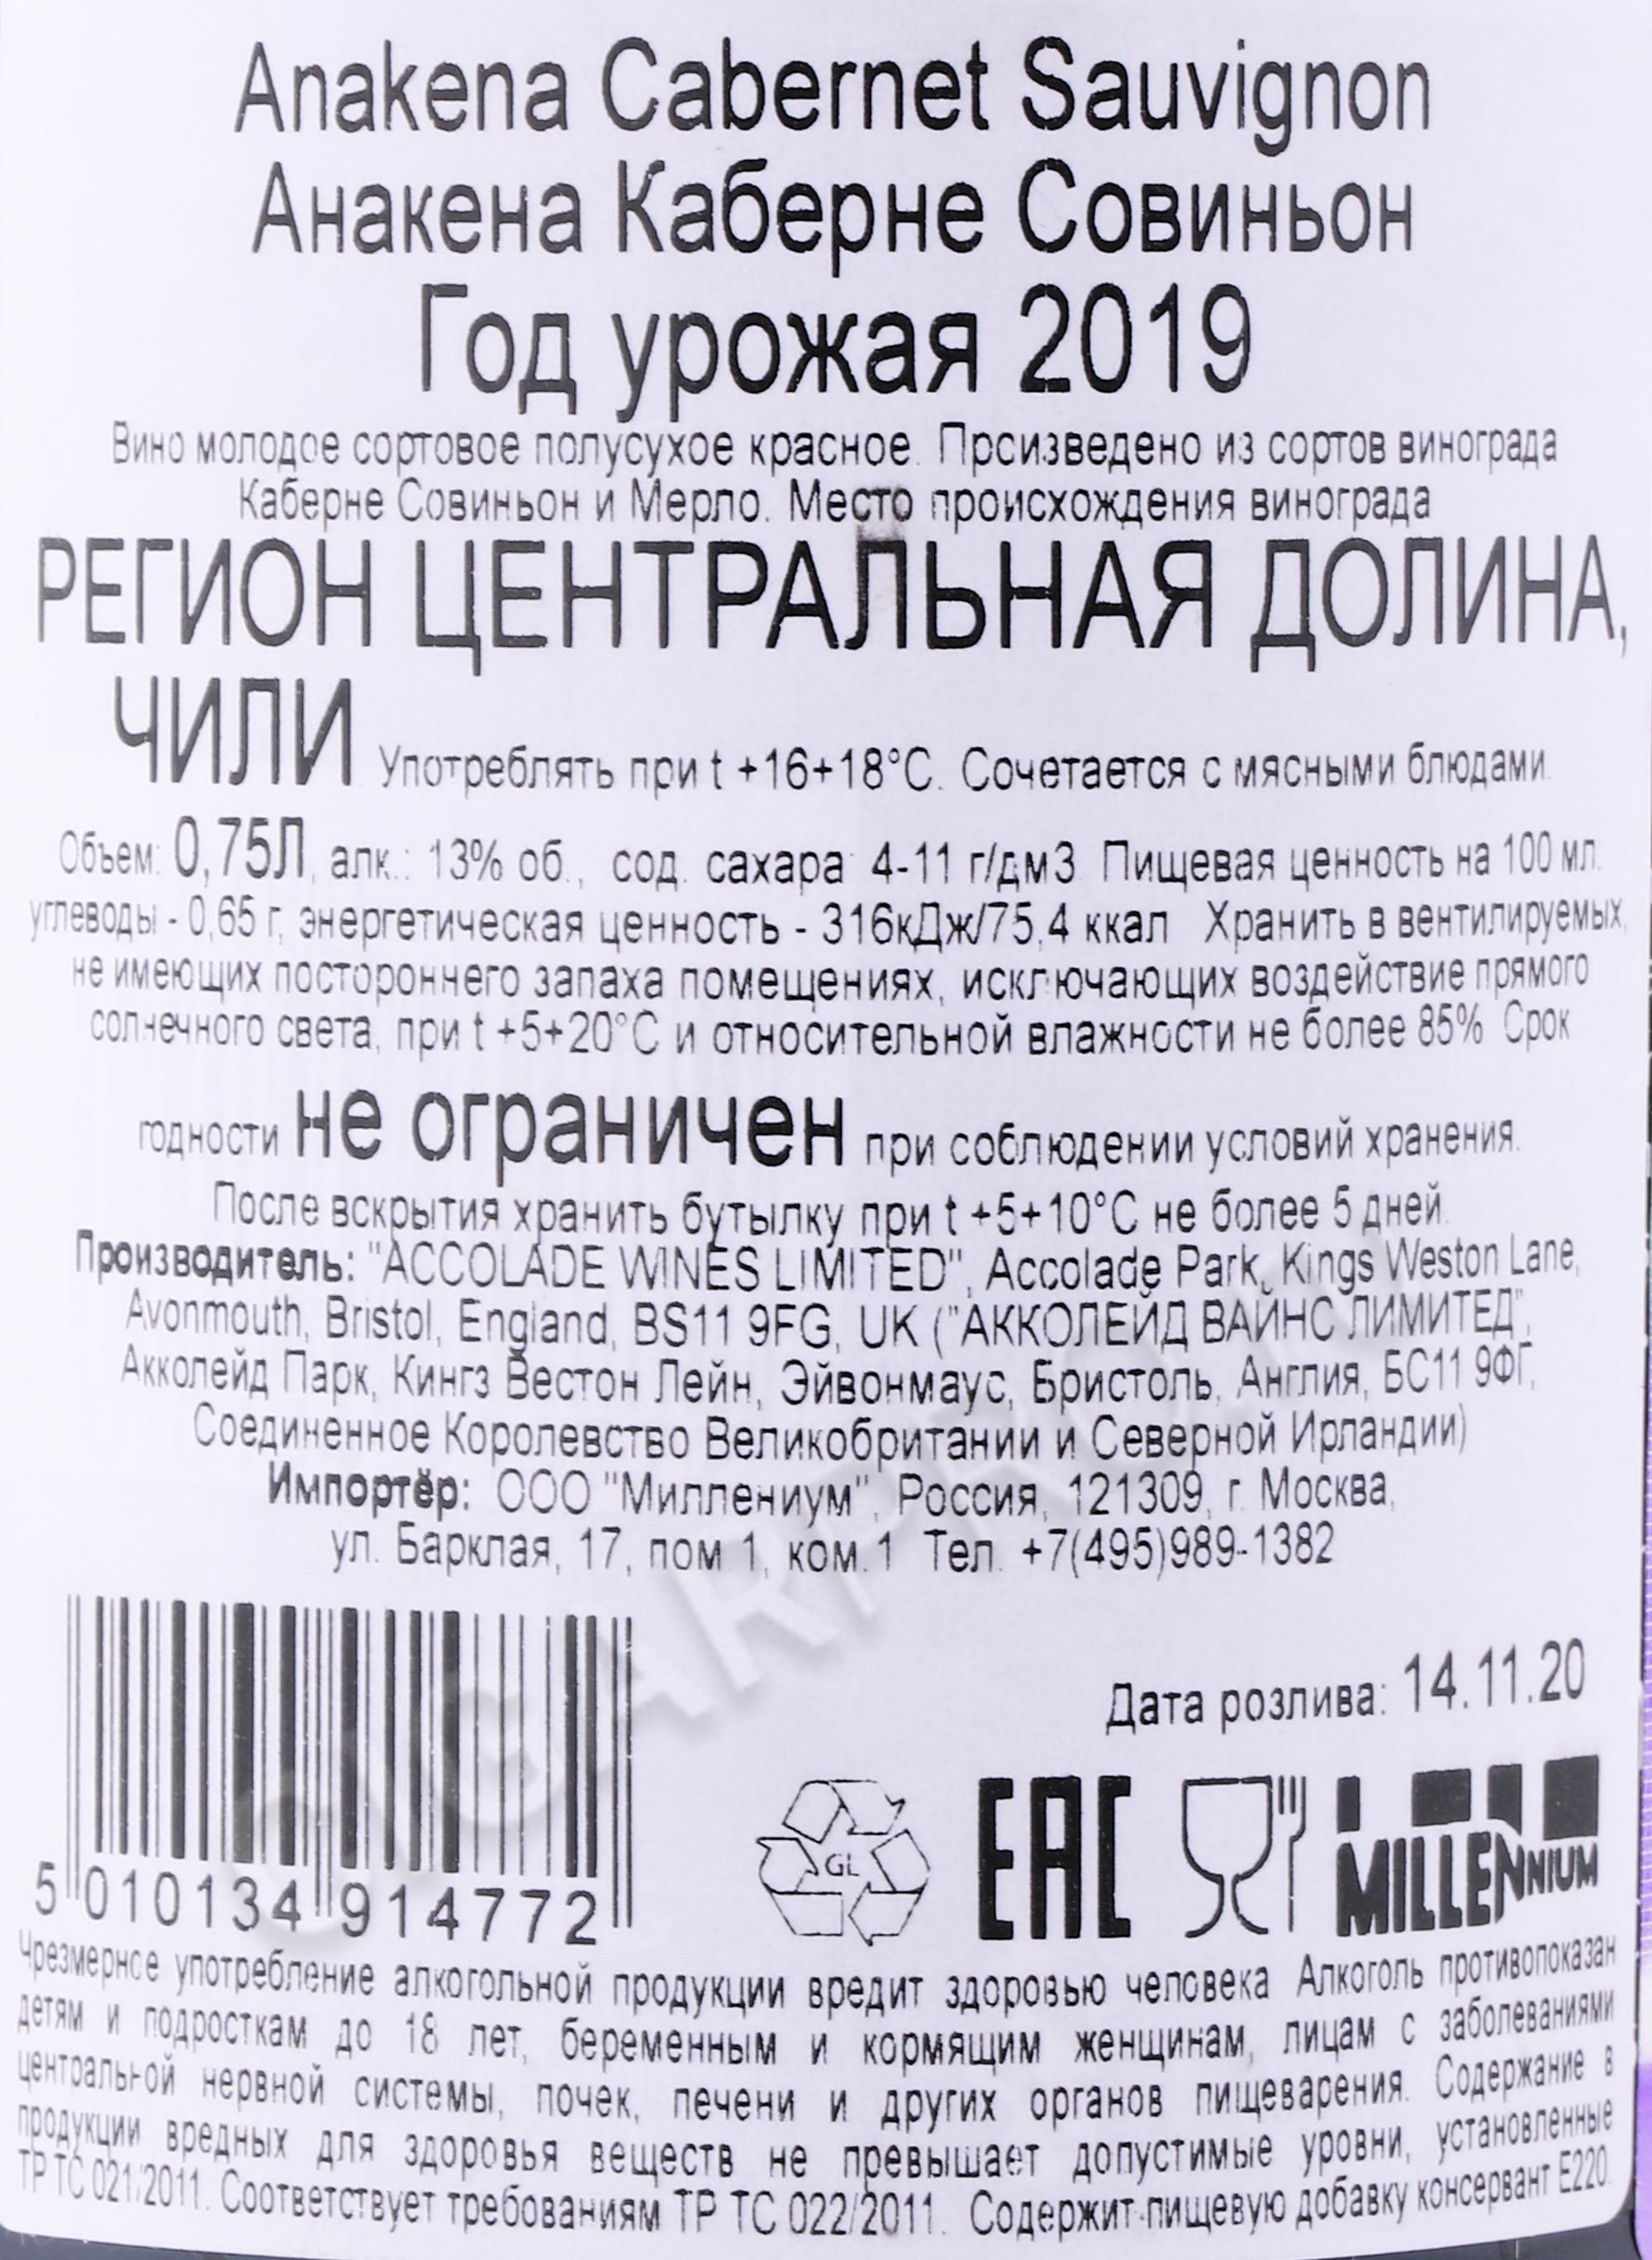 Anakena Cabernet Sauvignon
Анакена Каберне Совиньон
Год урожая 2019
Вино молодое сортовое полусухое красное. Произведено из сортов винограда
Каберне Совиньон и Мерло. Место происхождения винограда
РЕГИОН ЦЕНТРАЛЬНАЯ ДОЛИНА,
ЧИЛИ Употреблять при t +16+18°С. Сочетается с мясными блюдами.
Объем: 0,75Л, алк.: 13% об., сод. сахара 4-11 г/дм3 Пищевая ценность на 100 мл.
углеводы - 0,65 г, энергетическая ценность - 316кДж/75,4 ккал Хранить в вентилируемых,
не имеющих постороннего запаха помещениях, исключающих воздействие прямого
солнечного света, при t +5+20°С и относительной влажности не более 85% Срок
годности не ограничен при соблюдении условий хранения.
После вскрытия хранить бутылку при t +5+10°С не более 5 дней.
Производитель: "ACCOLADE WINES LIMITED", Accolade Park, Kings Weston Lane,
Avonmouth, Bristol, England, BS11 9FG, UK ("АККОЛЕЙД ВАЙНС ЛИМИТЕД",
Акколейд Парк, Кингз Вестон Лейн, Эйвонмаус, Бристоль, Англия, БС11 9ФГ,
Соединенное Королевство Великобритании и Северной Ирландии)
Импортёр: ООО "Миллениум", Россия, 121309, г. Москва,
ул. Барклая, 17, пом 1, ком.1 Тел. +7(495)989-1382
Дата розлива: 14.11.20
GL EAC MILLENNIUM
5 010134 914772
Чрезмерное употребление алкогольной продукции вредит здоровью человека Алкоголь противопоказан
детям и подросткам до 18 лет, беременным и кормящим женщинам, лицам с заболеваниями
центральной нервной системы, почек, печени и других органов пищеварения. Содержание в
продукции вредных для здоровья веществ не превышает допустимые уровни, установленные
ТР ТС 021/2011. Соответствует требованиям ТР ТС 022/2011. Содержит пищевую добавку консервант Е220.
CIGARPRO.RU